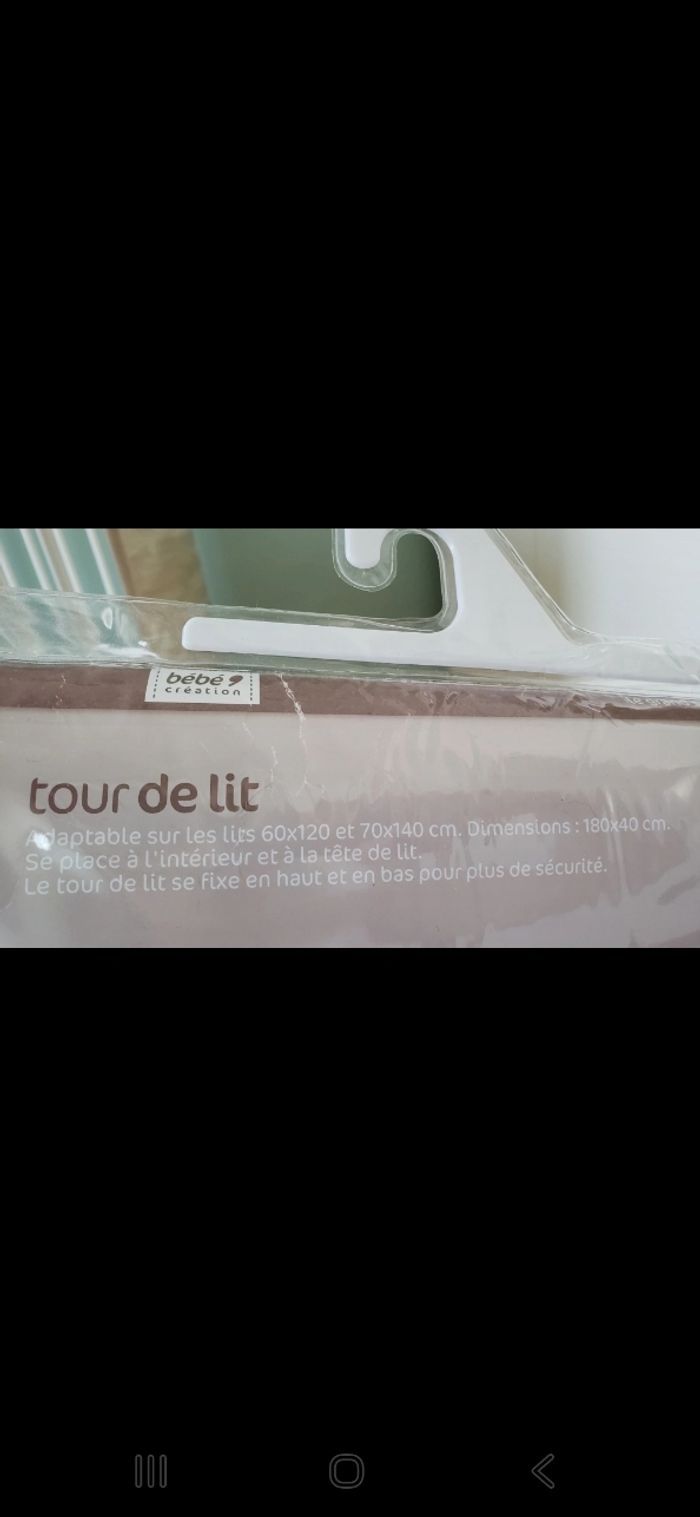 bébé 9
création
tour de lit
Adaptable sur les lits 60x120 et 70x140 cm. Dimensions : 180x40 cm.
Se place à l'intérieur et à la tête de lit.
Le tour de lit se fixe en haut et en bas pour plus de sécurité.